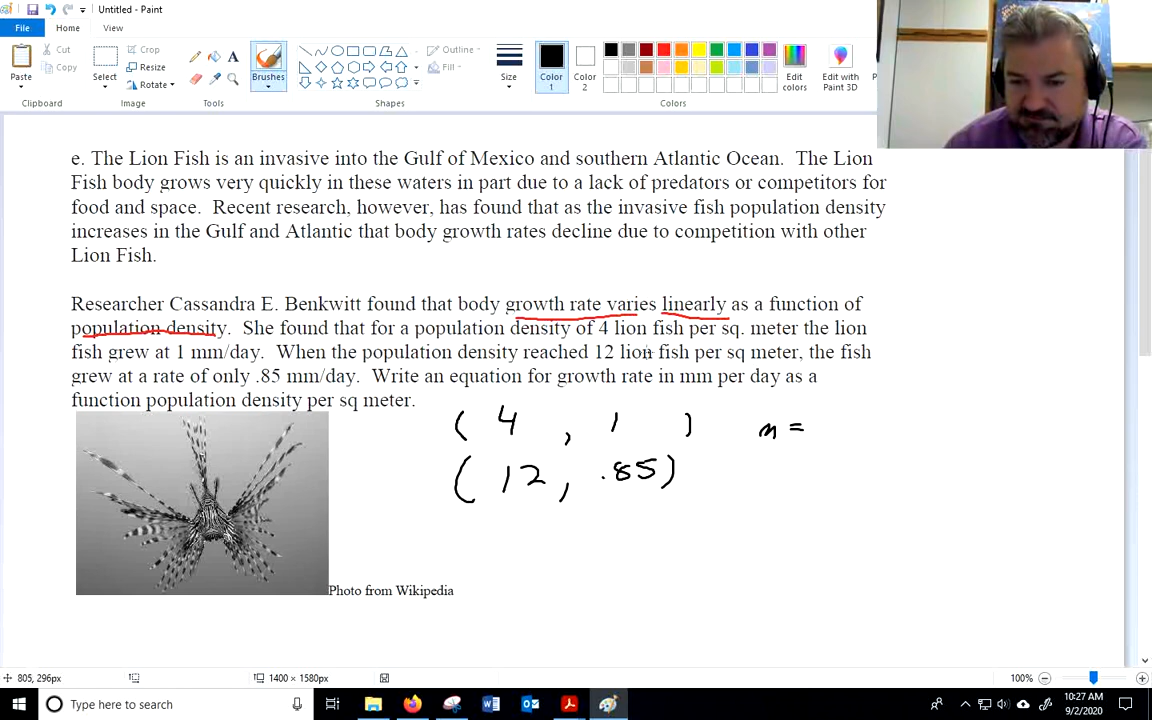 Untitled - Paint
File
Home
View
Paste
Cut
Copy
Clipboard
Select
Crop
Resize
Rotate
Image
Tools
Brushes
Shapes
Outline
Fill
Size
Color 1
Color 2
Colors
Edit colors
Edit with Paint 3D
e. The Lion Fish is an invasive into the Gulf of Mexico and southern Atlantic Ocean. The Lion
Fish body grows very quickly in these waters in part due to a lack of predators or competitors for
food and space. Recent research, however, has found that as the invasive fish population density
increases in the Gulf and Atlantic that body growth rates decline due to competition with other
Lion Fish.
Researcher Cassandra E. Benkwitt found that body growth rate varies linearly as a function of
population density. She found that for a population density of 4 lion fish per sq. meter the lion
fish grew at 1 mm/day. When the population density reached 12 lion fish per sq meter, the fish
grew at a rate of only .85 mm/day. Write an equation for growth rate in mm per day as a
function population density per sq meter.
( 4 , 1 ) m =
( 12 , .85 )
Photo from Wikipedia
805, 296px
1400 × 1580px
100%
Type here to search
10:27 AM
9/2/2020